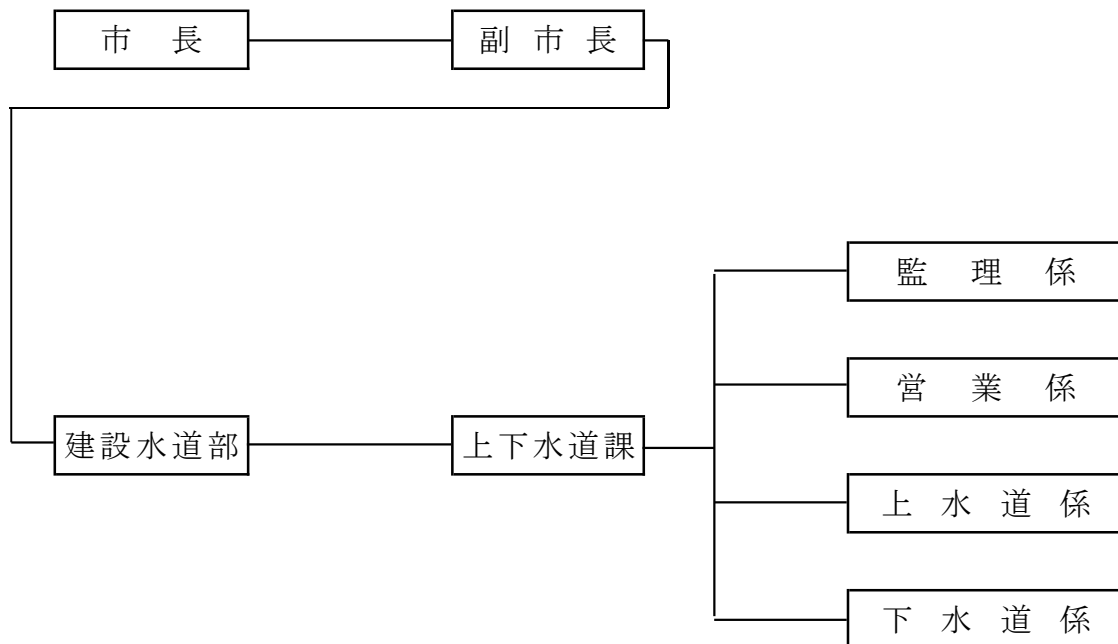 市長
副市長
監理係
営業係
建設水道部
上下水道課
上水道係
下水道係